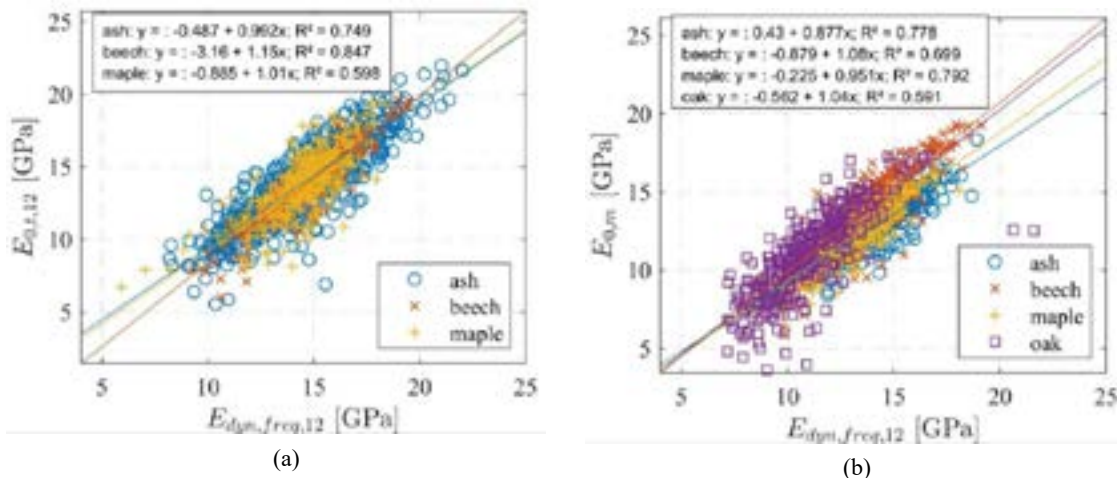 25
20
15
10
5
ash: y = : -0.487 + 0.992x; R² = 0.749
beech: y = : -3.16 + 1.15x; R² = 0.847
maple: y = : -0.885 + 1.01x; R² = 0.598
E0,t,12 [GPa]
ash
beech
maple
10 15 20 25
Edyn,freq,12 [GPa]
(a)
25
20
15
10
5
ash: y = : 0.43 + 0.877x; R² = 0.778
beech: y = : -0.879 + 1.08x; R² = 0.699
maple: y = : -0.225 + 0.951x; R² = 0.792
oak: y = : -0.562 + 1.04x; R² = 0.591
E0,m [GPa]
ash
beech
maple
oak
5 10 15 20 25
Edyn,freq,12 [GPa]
(b)